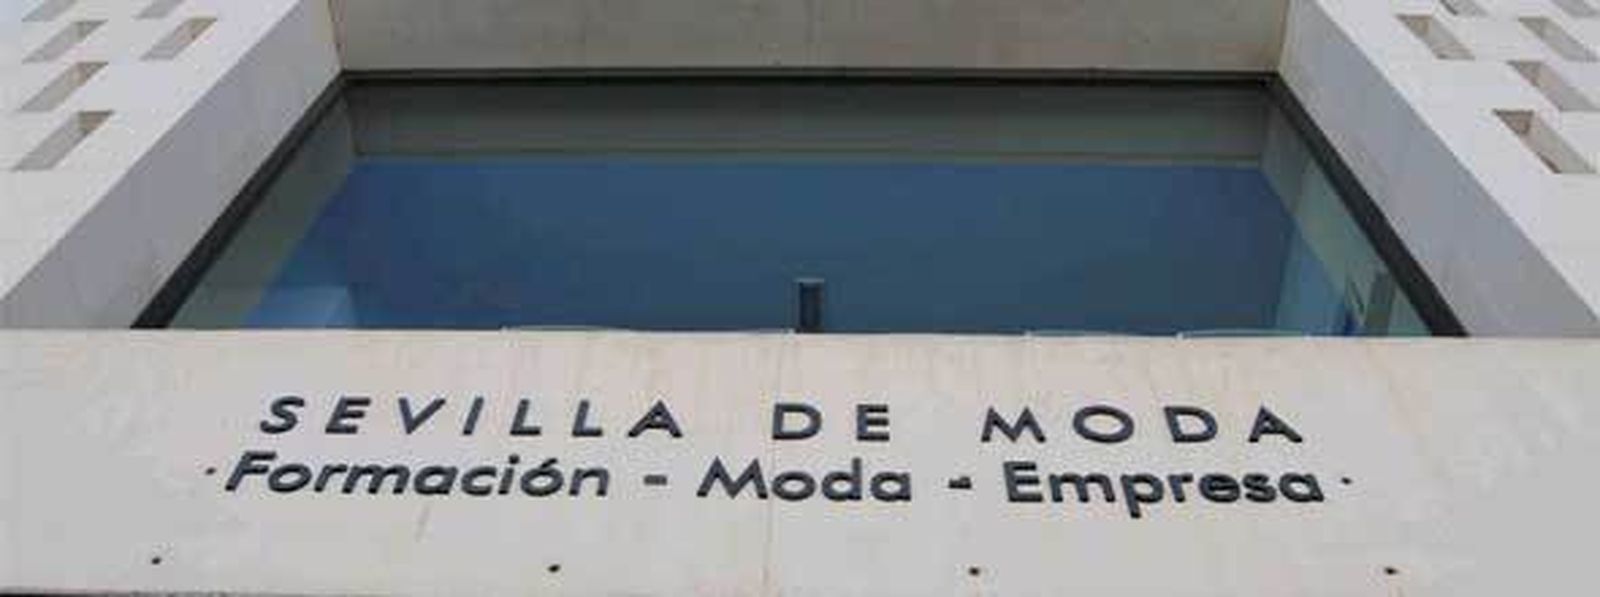 SEVILLA DE MODA
·Formación - Moda - Empresa·